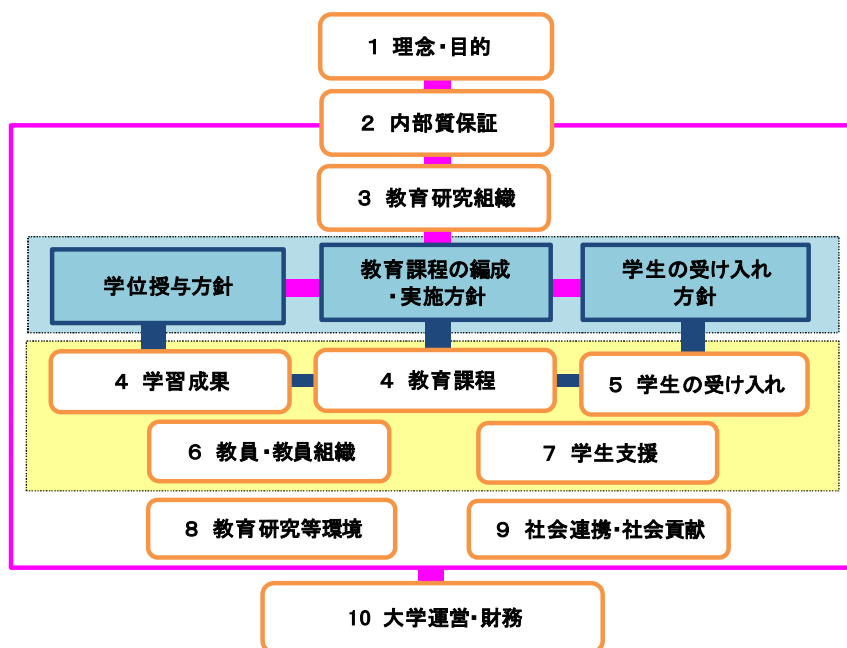 1 理念・目的
2 内部質保証
3 教育研究組織
学位授与方針
教育課程の編成
・実施方針
学生の受け入れ
方針
4 学習成果
4 教育課程
5 学生の受け入れ
6 教員・教員組織
7 学生支援
8 教育研究等環境
9 社会連携・社会貢献
10 大学運営・財務